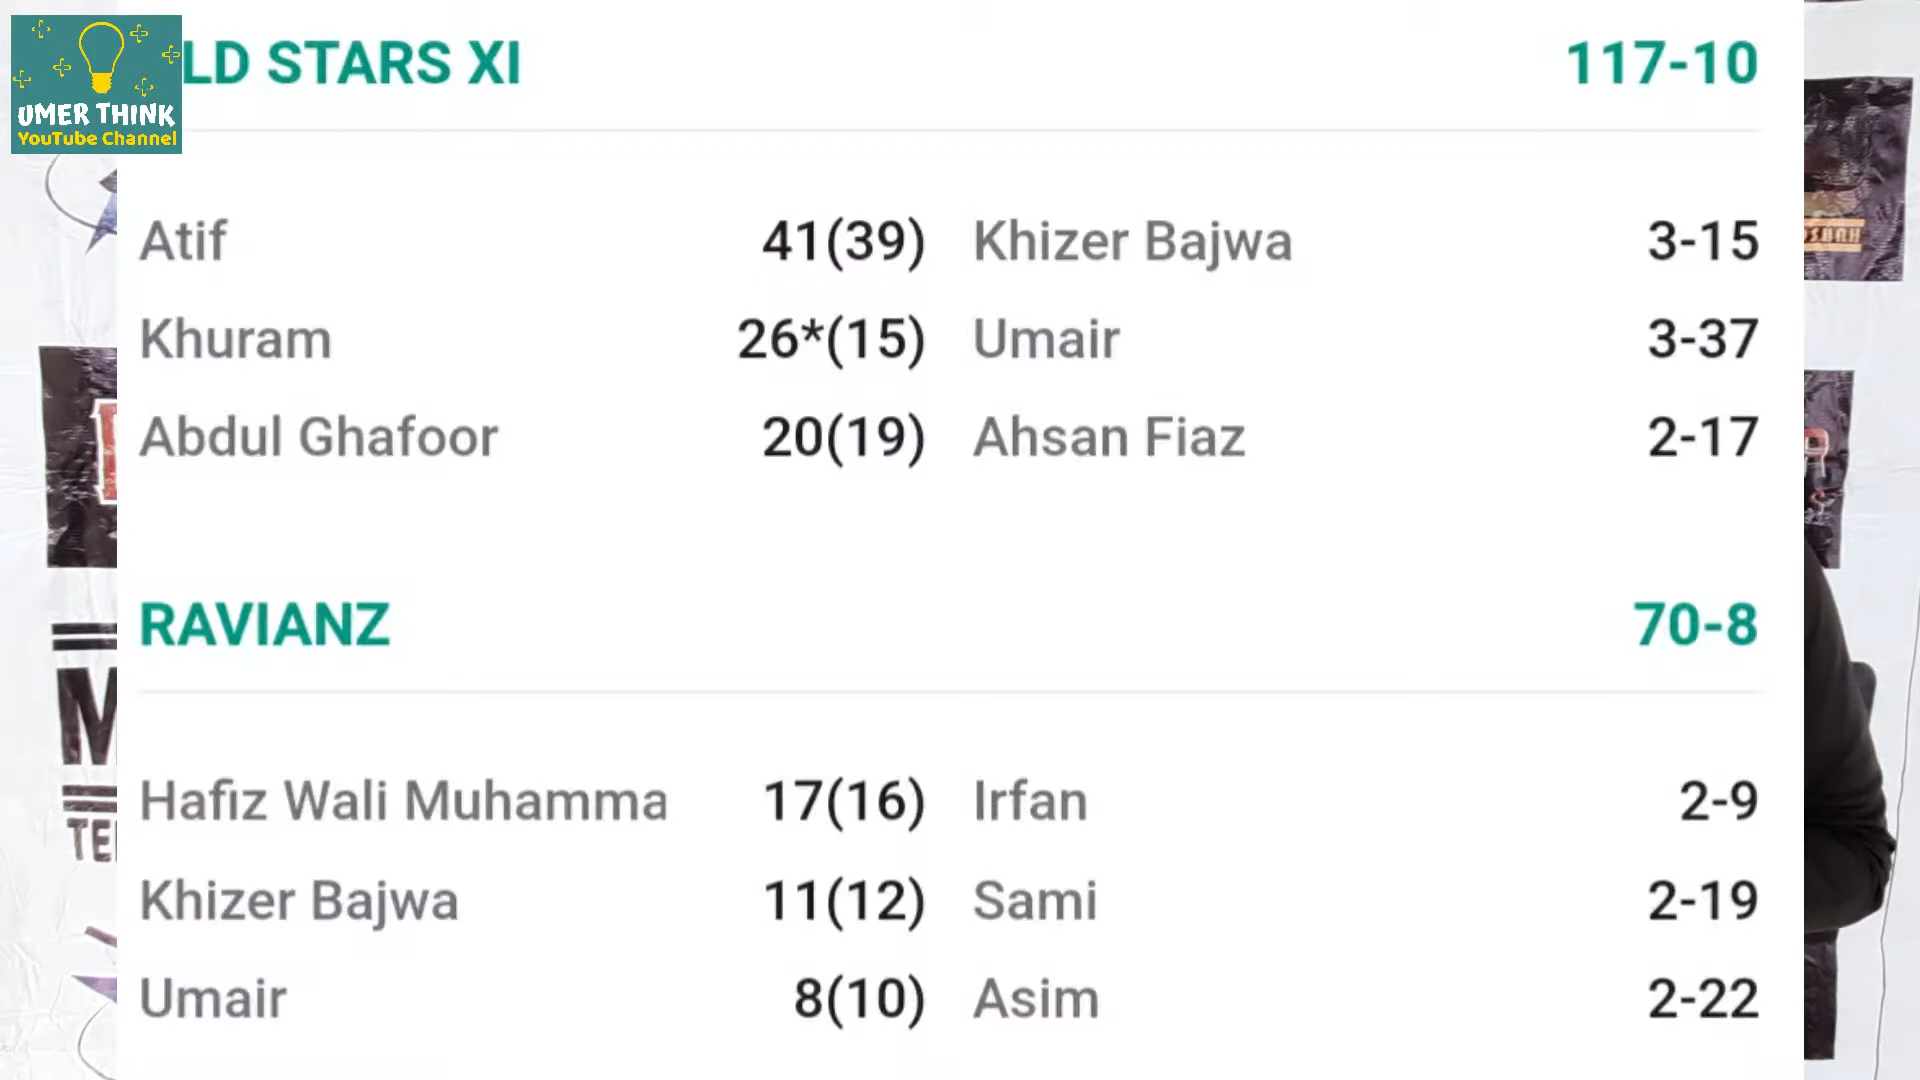 UMER THINK
YouTube Channel
LD STARS XI 117-10
Atif 41(39) Khizer Bajwa 3-15
Khuram 26*(15) Umair 3-37
Abdul Ghafoor 20(19) Ahsan Fiaz 2-17
RAVIANZ 70-8
Hafiz Wali Muhamma 17(16) Irfan 2-9
Khizer Bajwa 11(12) Sami 2-19
Umair 8(10) Asim 2-22
M
TE